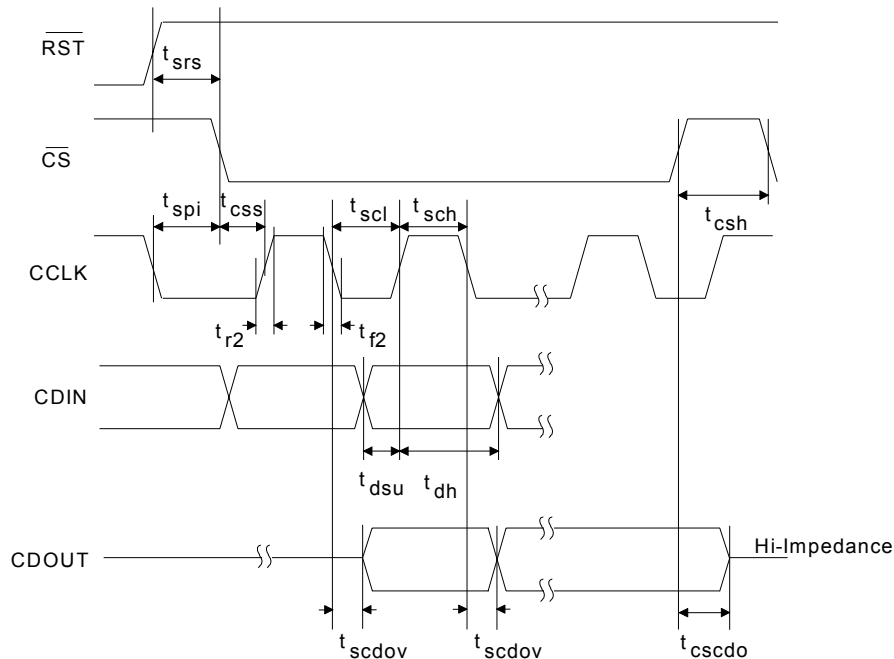 RST
t srs
CS
t spi
t css
t scl
t sch
t csh
CCLK
t r2
t f2
CDIN
t dsu
t dh
CDOUT
Hi-Impedance
t scdov
t scdov
t cscdo